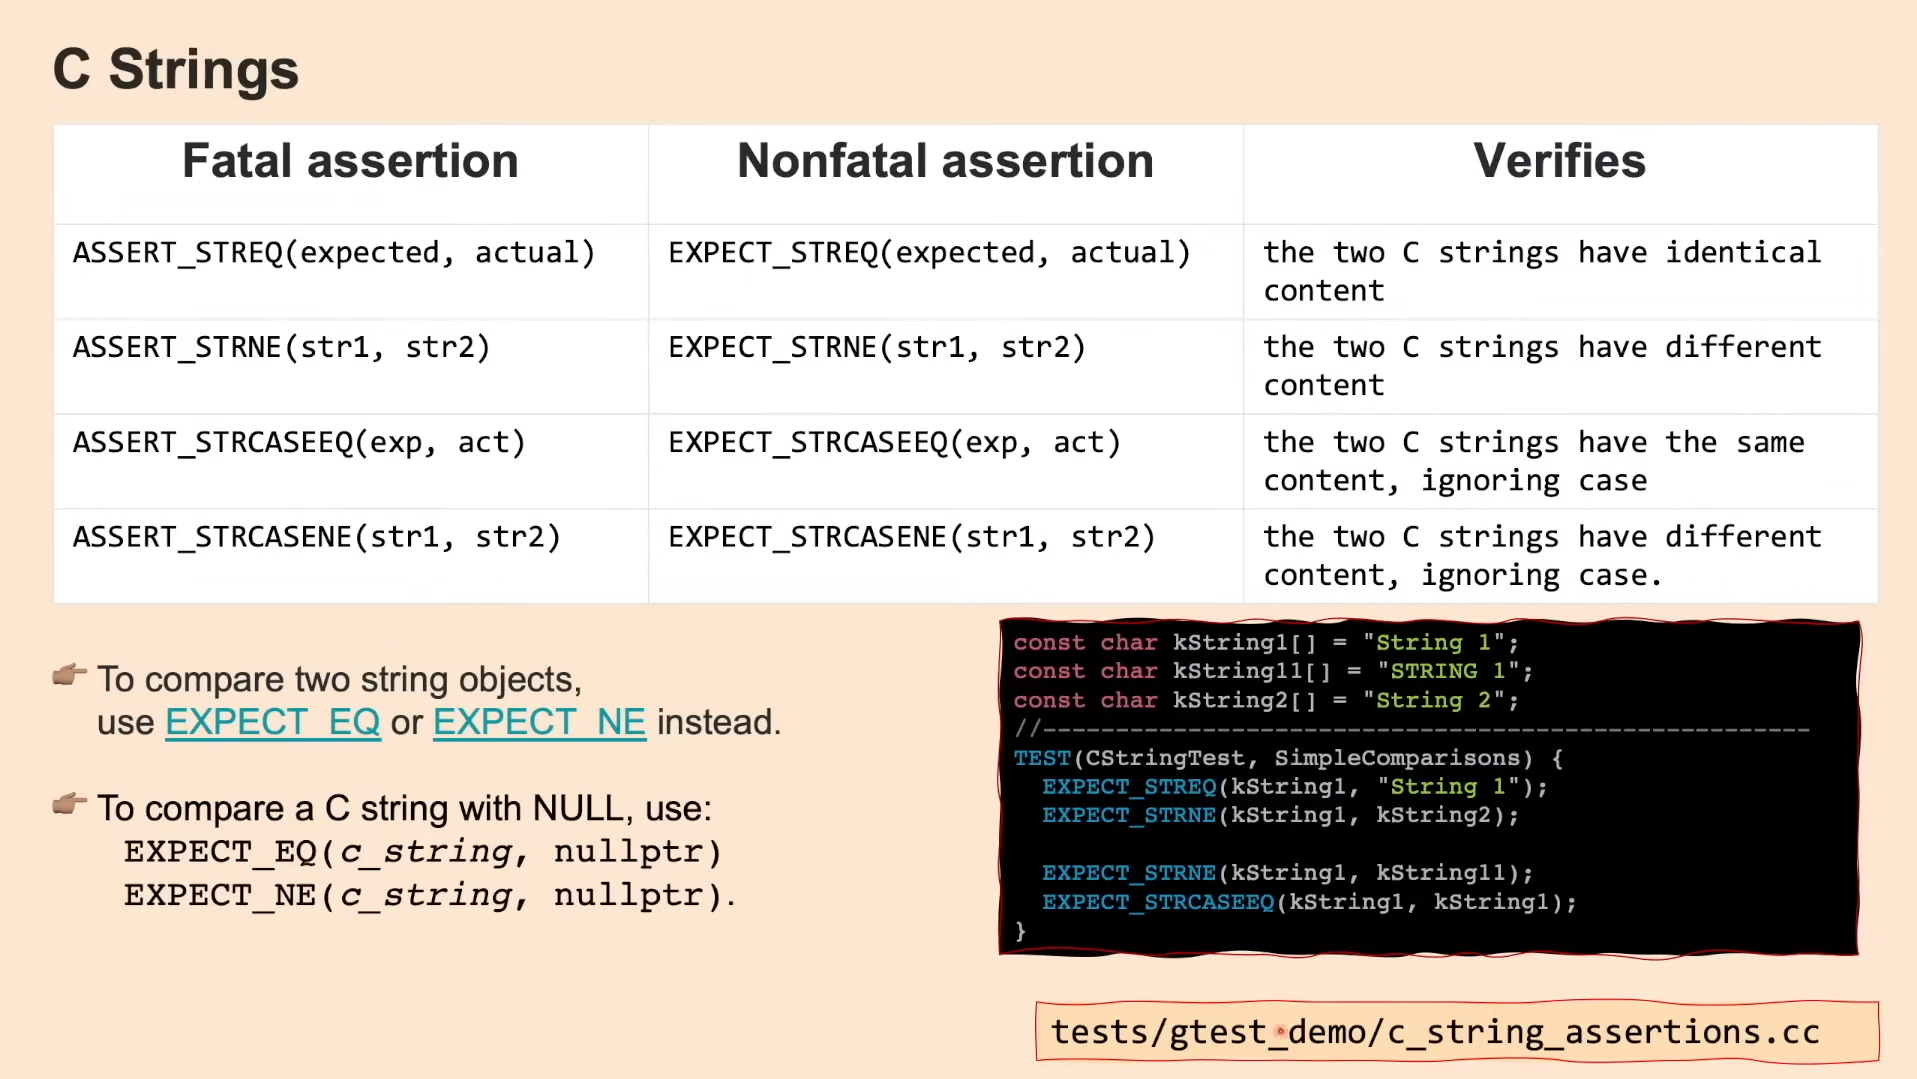 C Strings
Fatal assertion
Nonfatal assertion
Verifies
ASSERT_STREQ(expected, actual)
EXPECT_STREQ(expected, actual)
the two C strings have identical
content
ASSERT_STRNE(str1, str2)
EXPECT_STRNE(str1, str2)
the two C strings have different
content
ASSERT_STRCASEEQ(exp, act)
EXPECT_STRCASEEQ(exp, act)
the two C strings have the same
content, ignoring case
ASSERT_STRCASENE(str1, str2)
EXPECT_STRCASENE(str1, str2)
the two C strings have different
content, ignoring case.
To compare two string objects,
use EXPECT_EQ or EXPECT_NE instead.
To compare a C string with NULL, use:
EXPECT_EQ(c_string, nullptr)
EXPECT_NE(c_string, nullptr).
const char kString1[] = "String 1";
const char kString11[] = "STRING 1";
const char kString2[] = "String 2";
//-----------------------------------------------------
TEST(CStringTest, SimpleComparisons) {
EXPECT_STREQ(kString1, "String 1");
EXPECT_STRNE(kString1, kString2);
EXPECT_STRNE(kString1, kString11);
EXPECT_STRCASEEQ(kString1, kString1);
}
tests/gtest_demo/c_string_assertions.cc